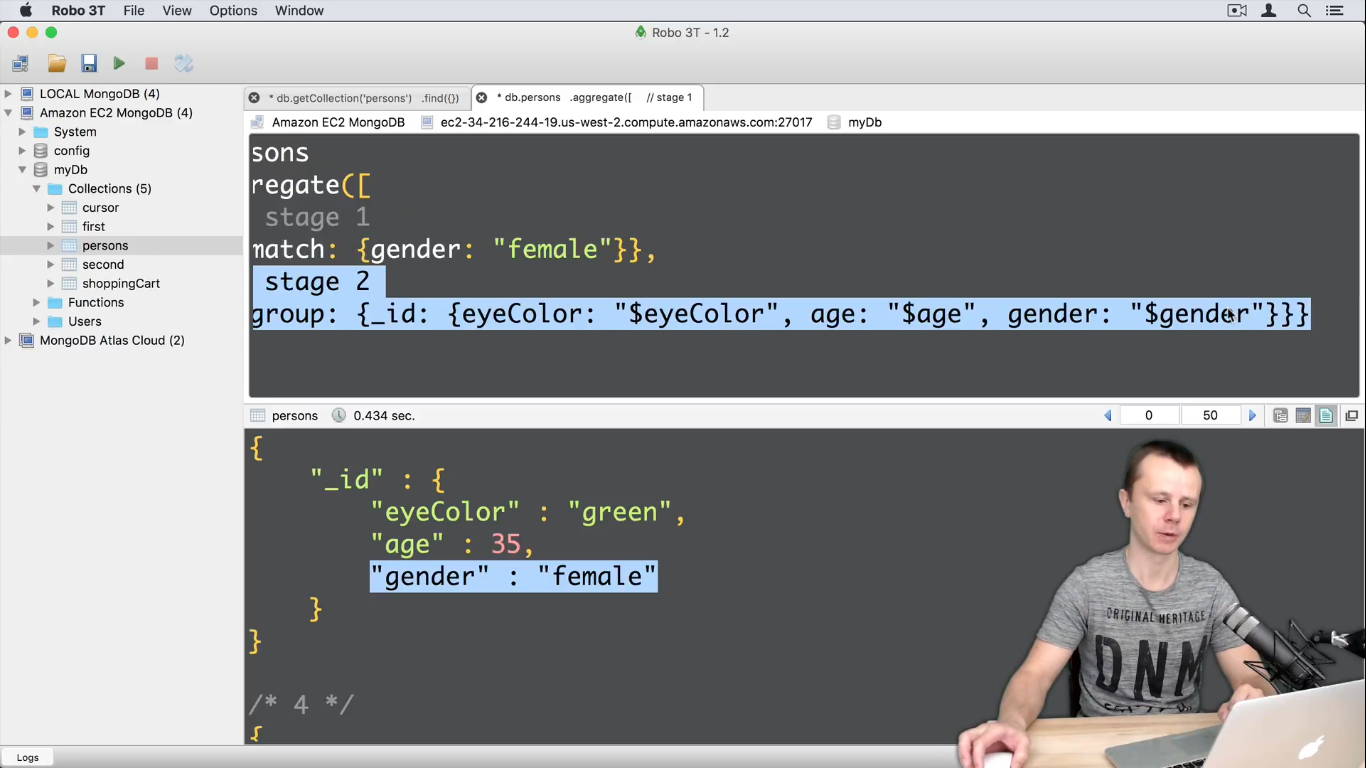 Robo 3T File View Options Window
Robo 3T - 1.2
LOCAL MongoDB (4)
Amazon EC2 MongoDB (4)
System
config
myDb
Collections (5)
cursor
first
persons
second
shoppingCart
Functions
Users
MongoDB Atlas Cloud (2)
* db.getCollection('persons') .find({})
* db.persons .aggregate([ // stage 1
Amazon EC2 MongoDB ec2-34-216-244-19.us-west-2.compute.amazonaws.com:27017 myDb
sons
regate([
stage 1
match: {gender: "female"}},
stage 2
group: {_id: {eyeColor: "$eyeColor", age: "$age", gender: "$gender"}}}
persons 0.434 sec. 0 50
{
"_id" : {
"eyeColor" : "green",
"age" : 35,
"gender" : "female"
}
}
/* 4 */
{
ORIGINAL HERITAGE
DNM
Logs